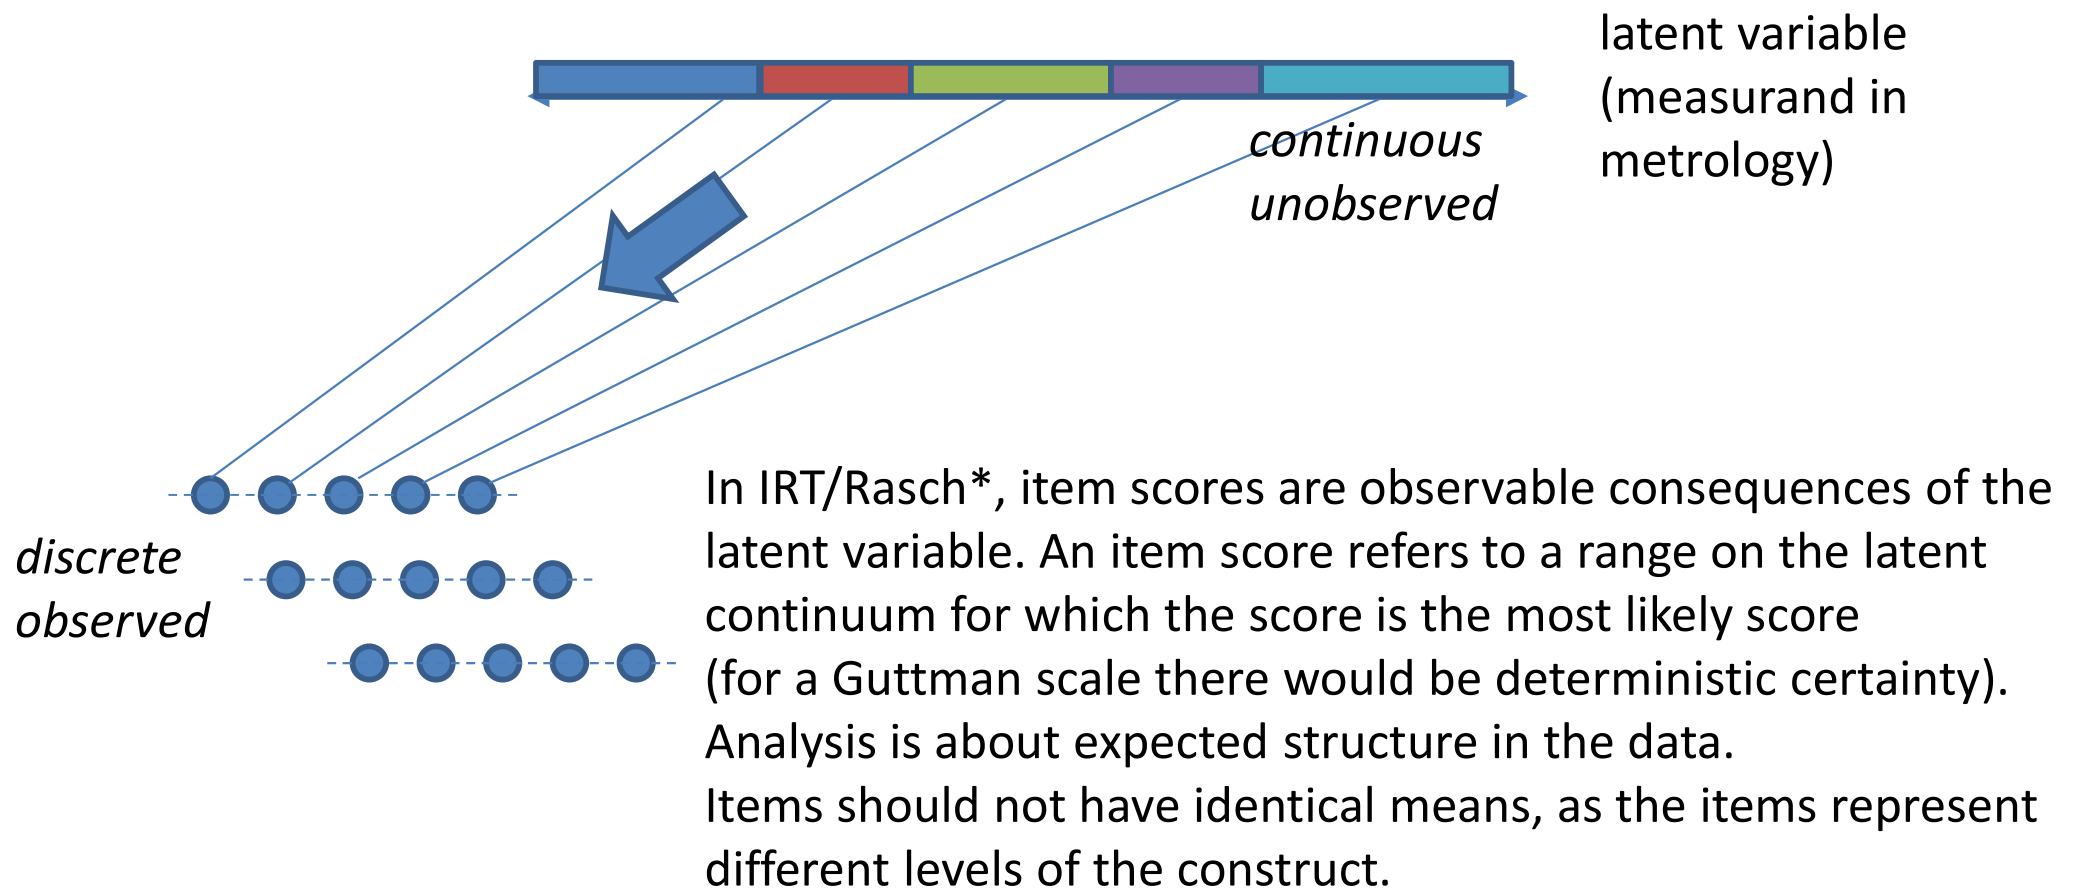 latent variable
(measurand in
metrology)
continuous
unobserved
discrete
observed
In IRT/Rasch*, item scores are observable consequences of the
latent variable. An item score refers to a range on the latent
continuum for which the score is the most likely score
(for a Guttman scale there would be deterministic certainty).
Analysis is about expected structure in the data.
Items should not have identical means, as the items represent
different levels of the construct.